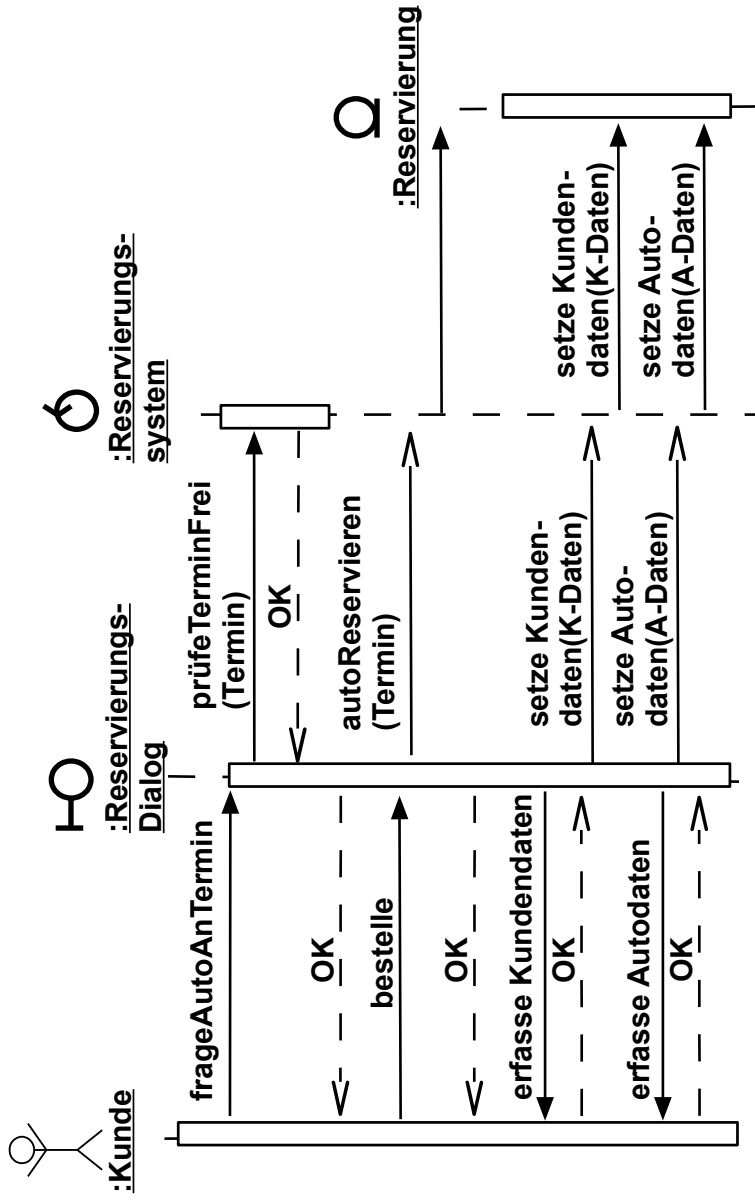 :Kunde
:Reservierungs-
Dialog
:Reservierungs-
system
:Reservierung
frageAutoAnTermin
prüfeTerminFrei
(Termin)
OK
OK
bestelle
autoReservieren
(Termin)
OK
erfasse Kundendaten
OK
setze Kunden-
daten(K-Daten)
setze Kunden-
daten(K-Daten)
erfasse Autodaten
OK
setze Auto-
daten(A-Daten)
setze Auto-
daten(A-Daten)